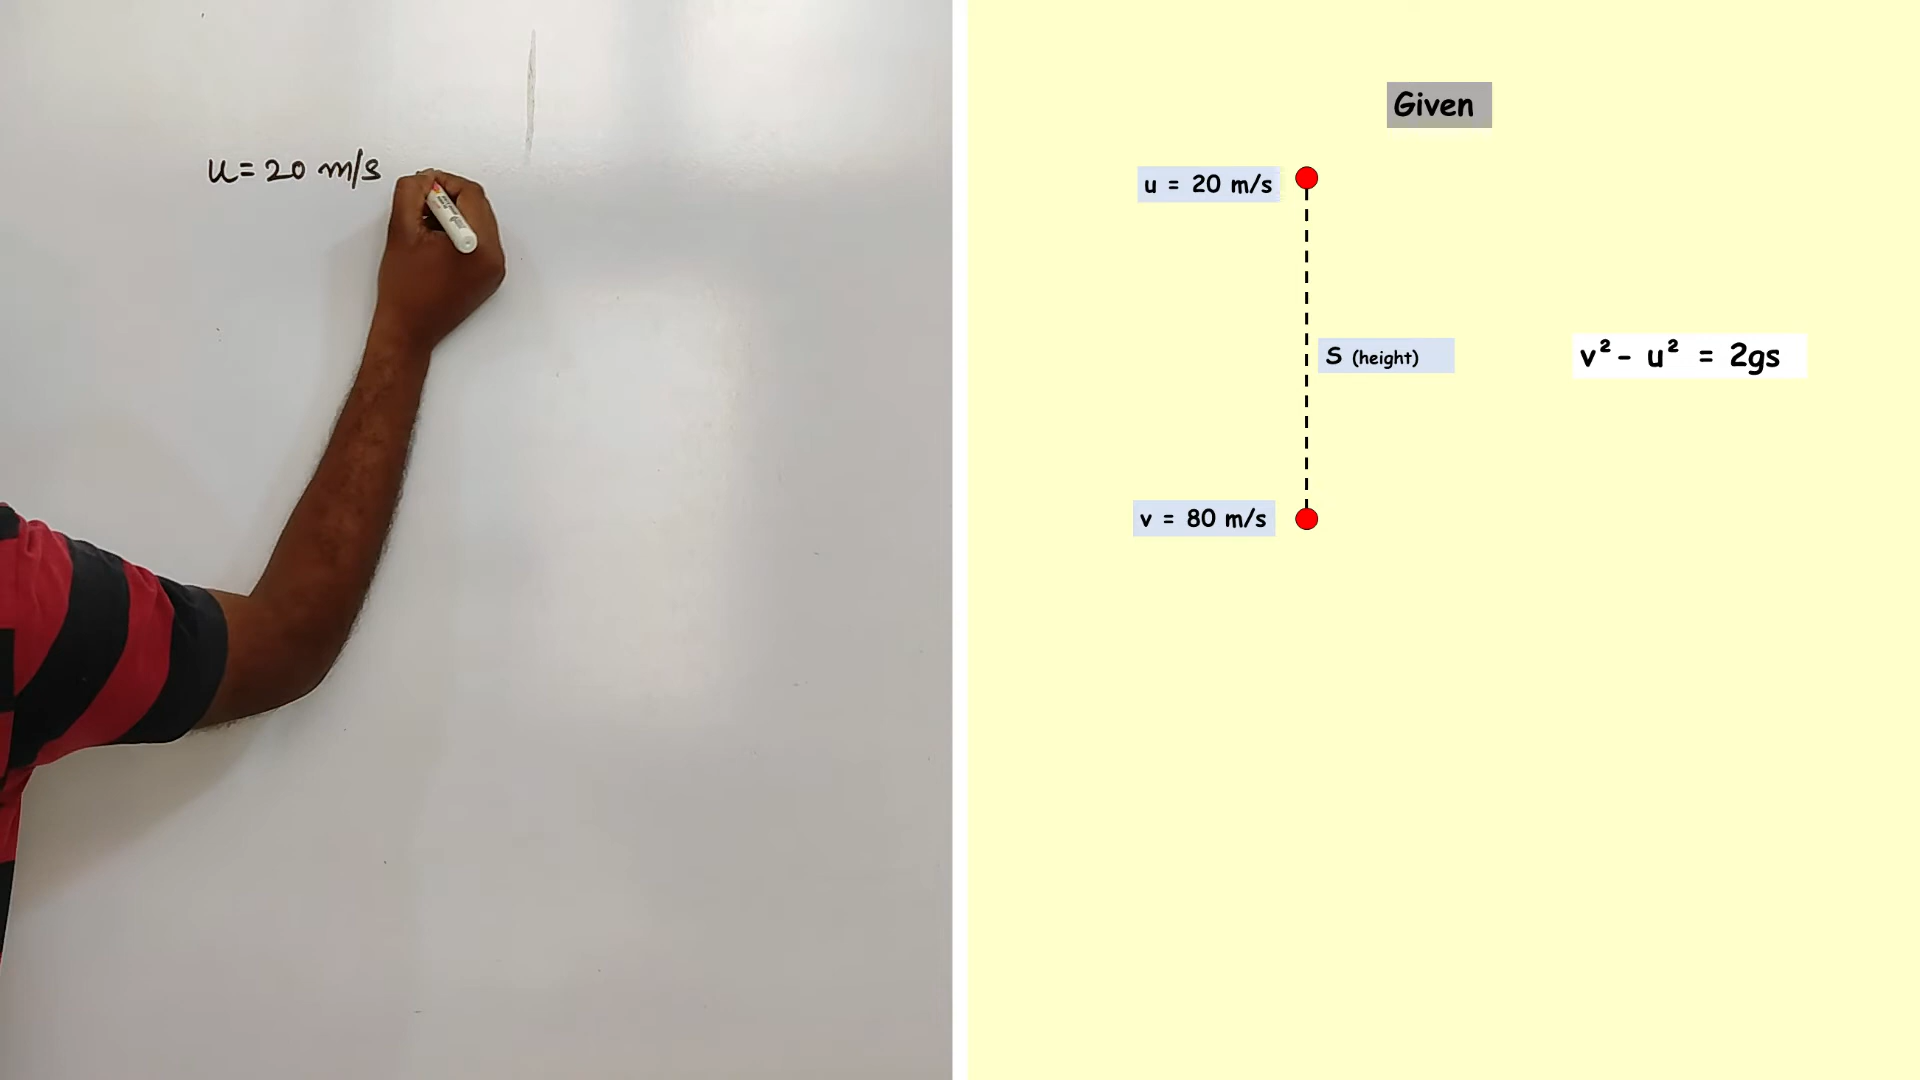 u = 20 m/s
Given
u = 20 m/s
S (height)
v² - u² = 2gs
v = 80 m/s